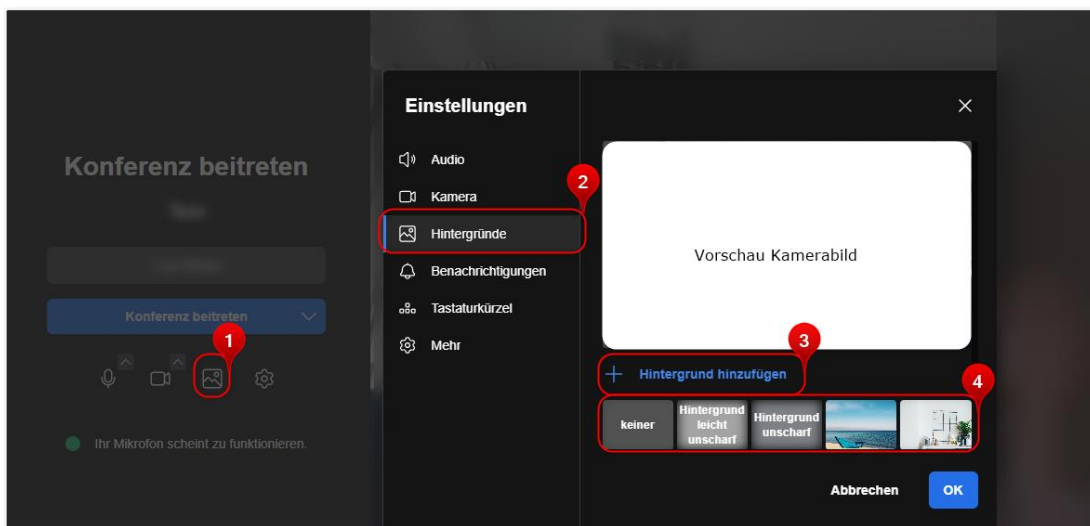 Konferenz beitreten
Konferenz beitreten
1
Ihr Mikrofon scheint zu funktionieren.
Einstellungen
Audio
Kamera
2
Hintergründe
Benachrichtigungen
Tastaturkürzel
Mehr
Vorschau Kamerabild
3
Hintergrund hinzufügen
4
keiner
Hintergrund
leicht
unscharf
Hintergrund
unscharf
Abbrechen
OK